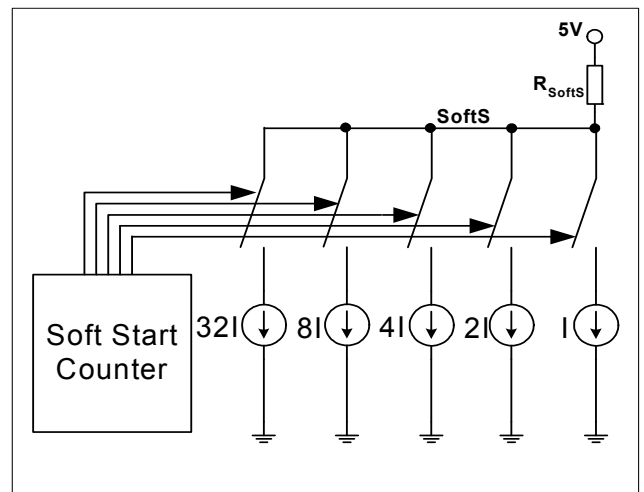 5V
R_SoftS
SoftS
Soft Start
Counter
32I
8I
4I
2I
I